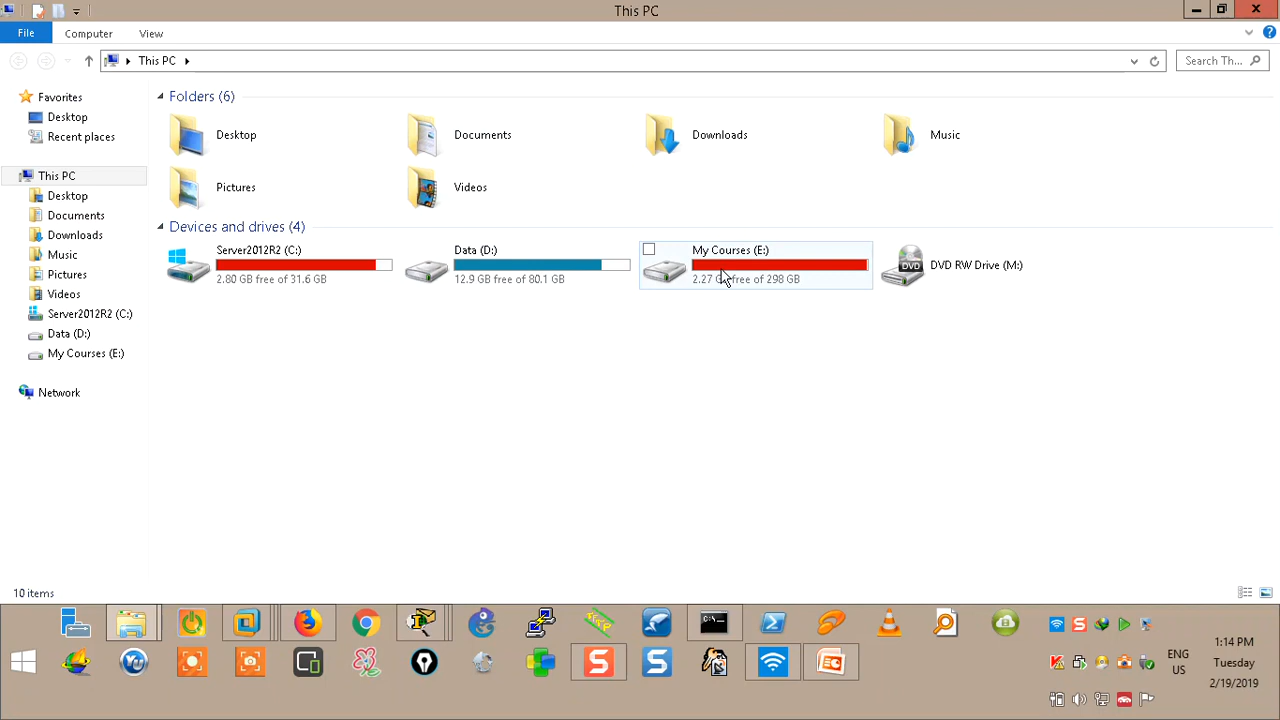 This PC
File
Computer
View
This PC
Search Th...
Favorites
Desktop
Recent places
This PC
Desktop
Documents
Downloads
Music
Pictures
Videos
Server2012R2 (C:)
Data (D:)
My Courses (E:)
Network
Folders (6)
Desktop
Documents
Downloads
Music
Pictures
Videos
Devices and drives (4)
Server2012R2 (C:)
2.80 GB free of 31.6 GB
Data (D:)
12.9 GB free of 80.1 GB
My Courses (E:)
2.27 free of 298 GB
DVD RW Drive (M:)
DVD
10 items
ENG
US
1:14 PM
Tuesday
2/19/2019